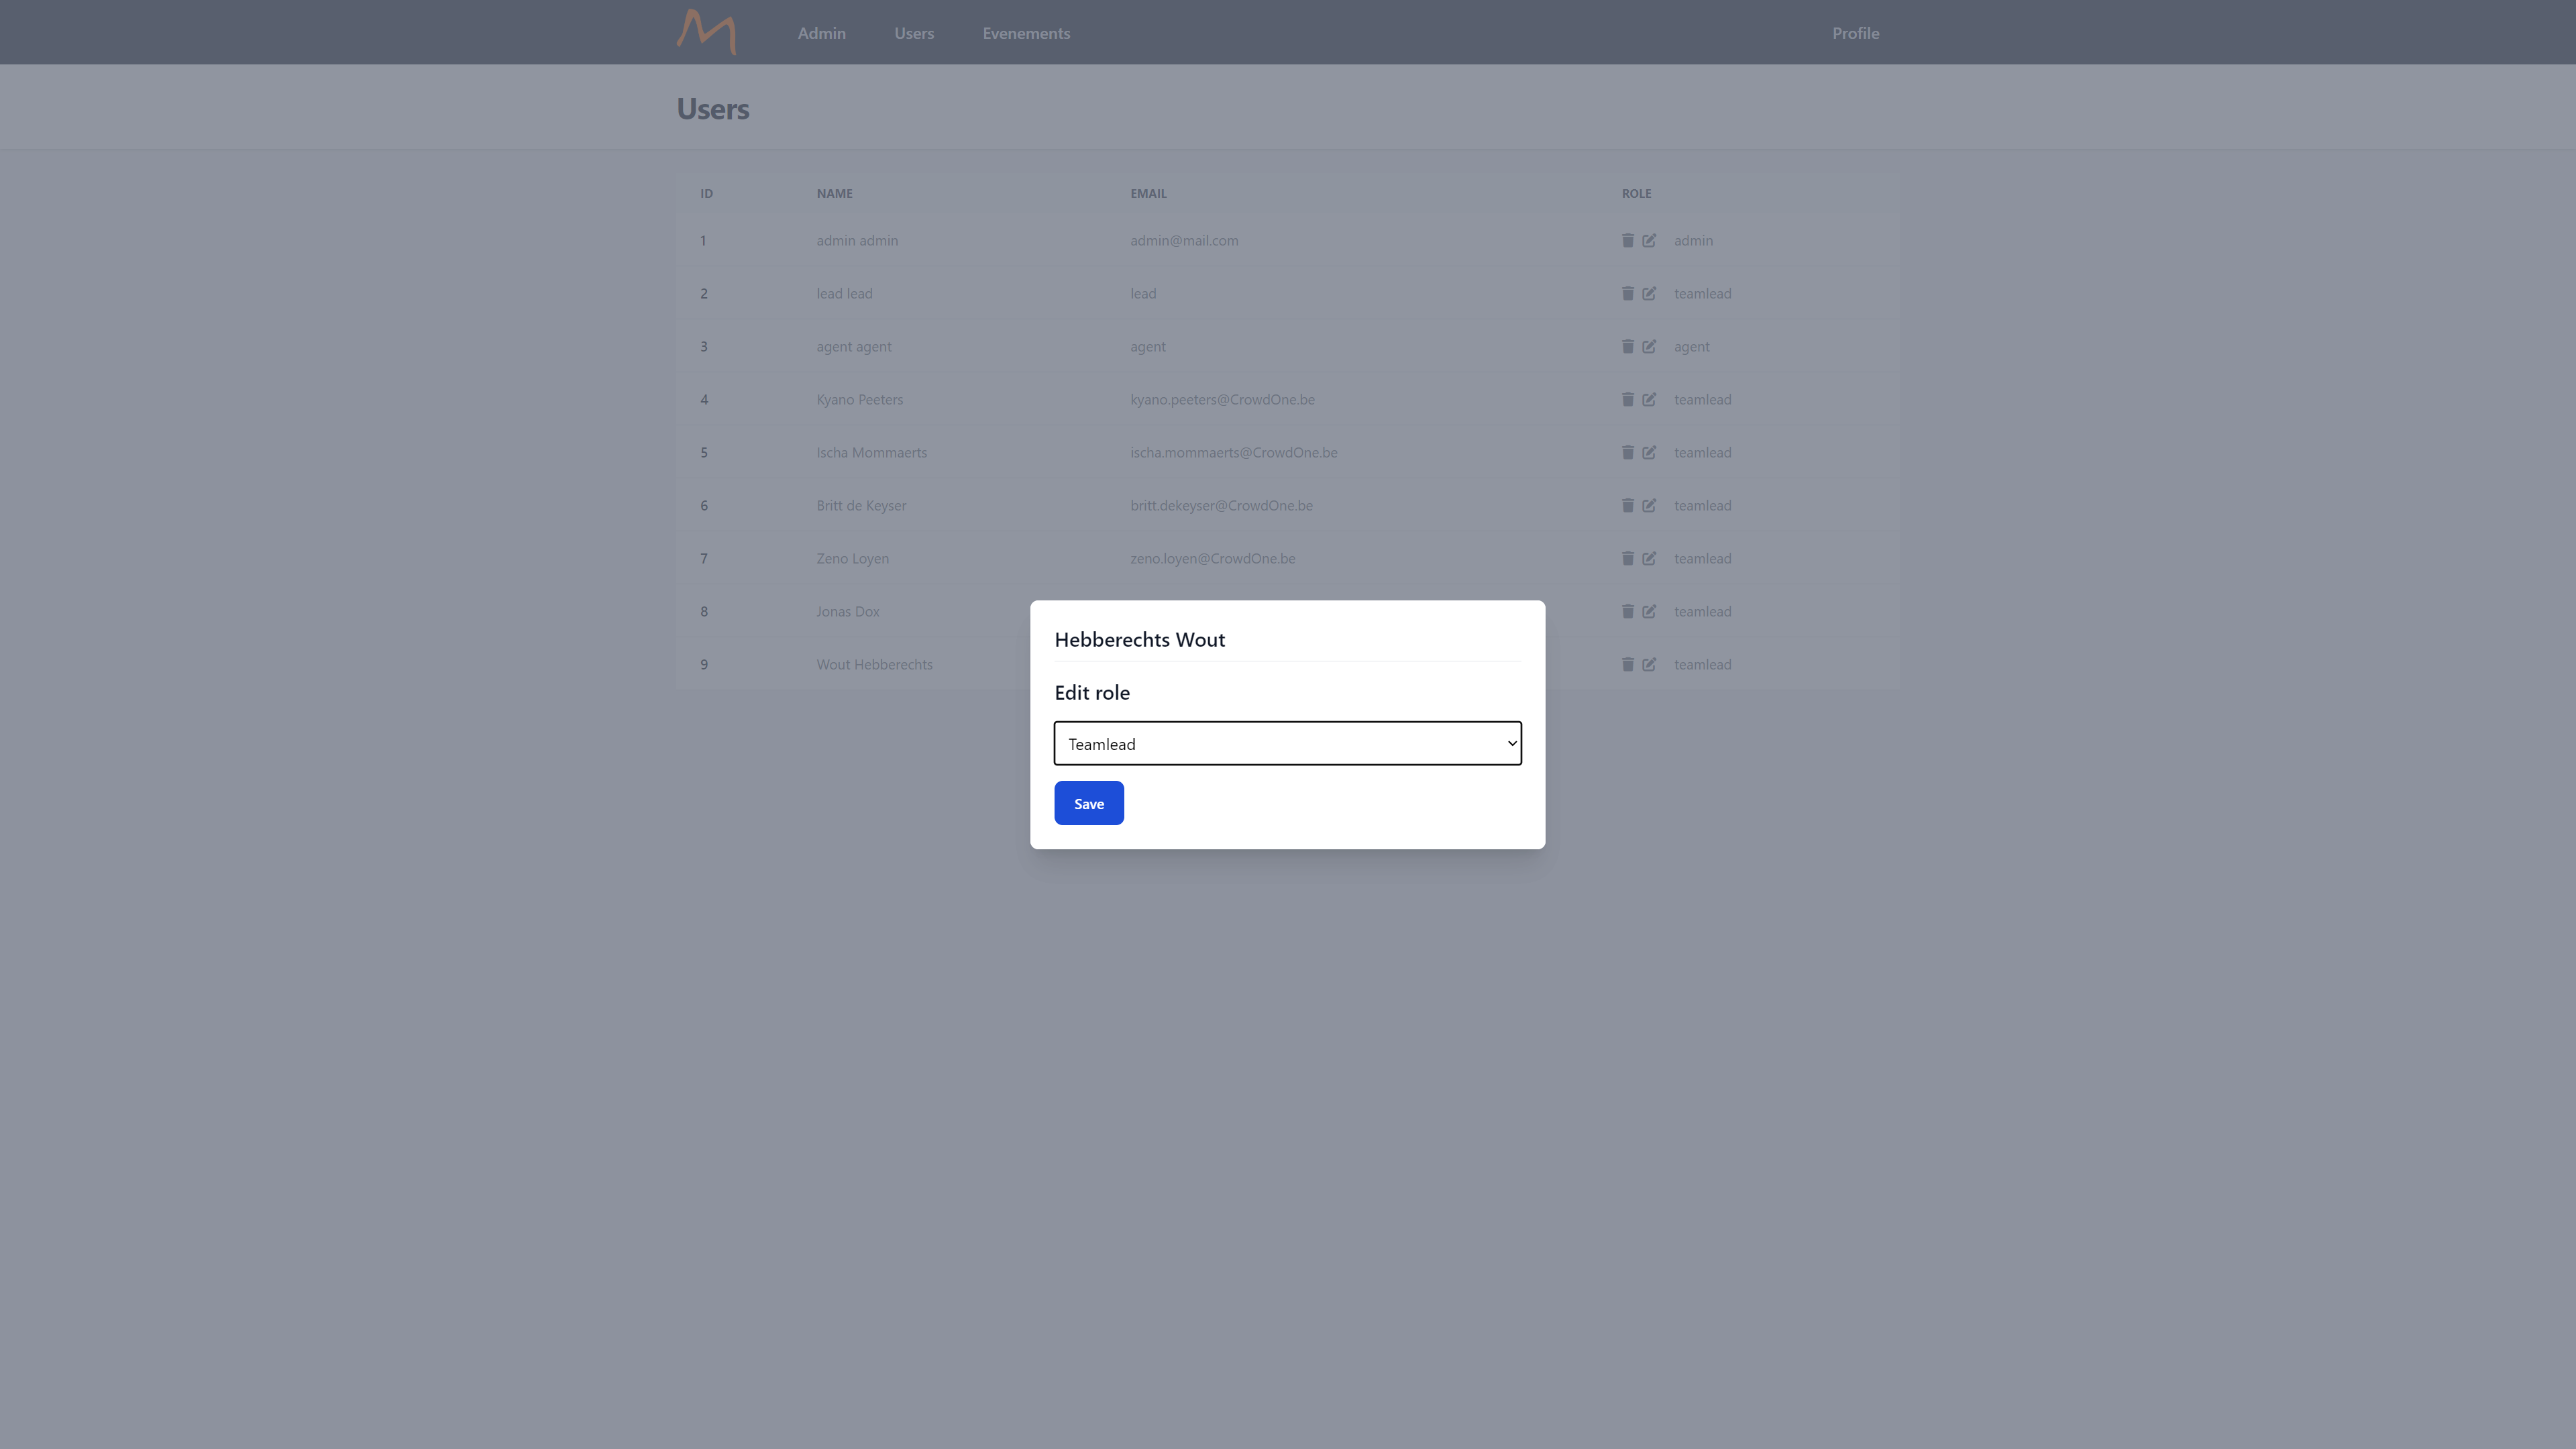 Admin Users Evenements Profile
Users
ID NAME EMAIL ROLE
1 admin admin admin@mail.com admin
2 lead lead lead teamlead
3 agent agent agent agent
4 Kyano Peeters kyano.peeters@CrowdOne.be teamlead
5 Ischa Mommaerts ischa.mommaerts@CrowdOne.be teamlead
6 Britt de Keyser britt.dekeyser@CrowdOne.be teamlead
7 Zeno Loyen zeno.loyen@CrowdOne.be teamlead
8 Jonas Dox teamlead
9 Wout Hebberechts teamlead
Hebberechts Wout
Edit role
Teamlead
Save